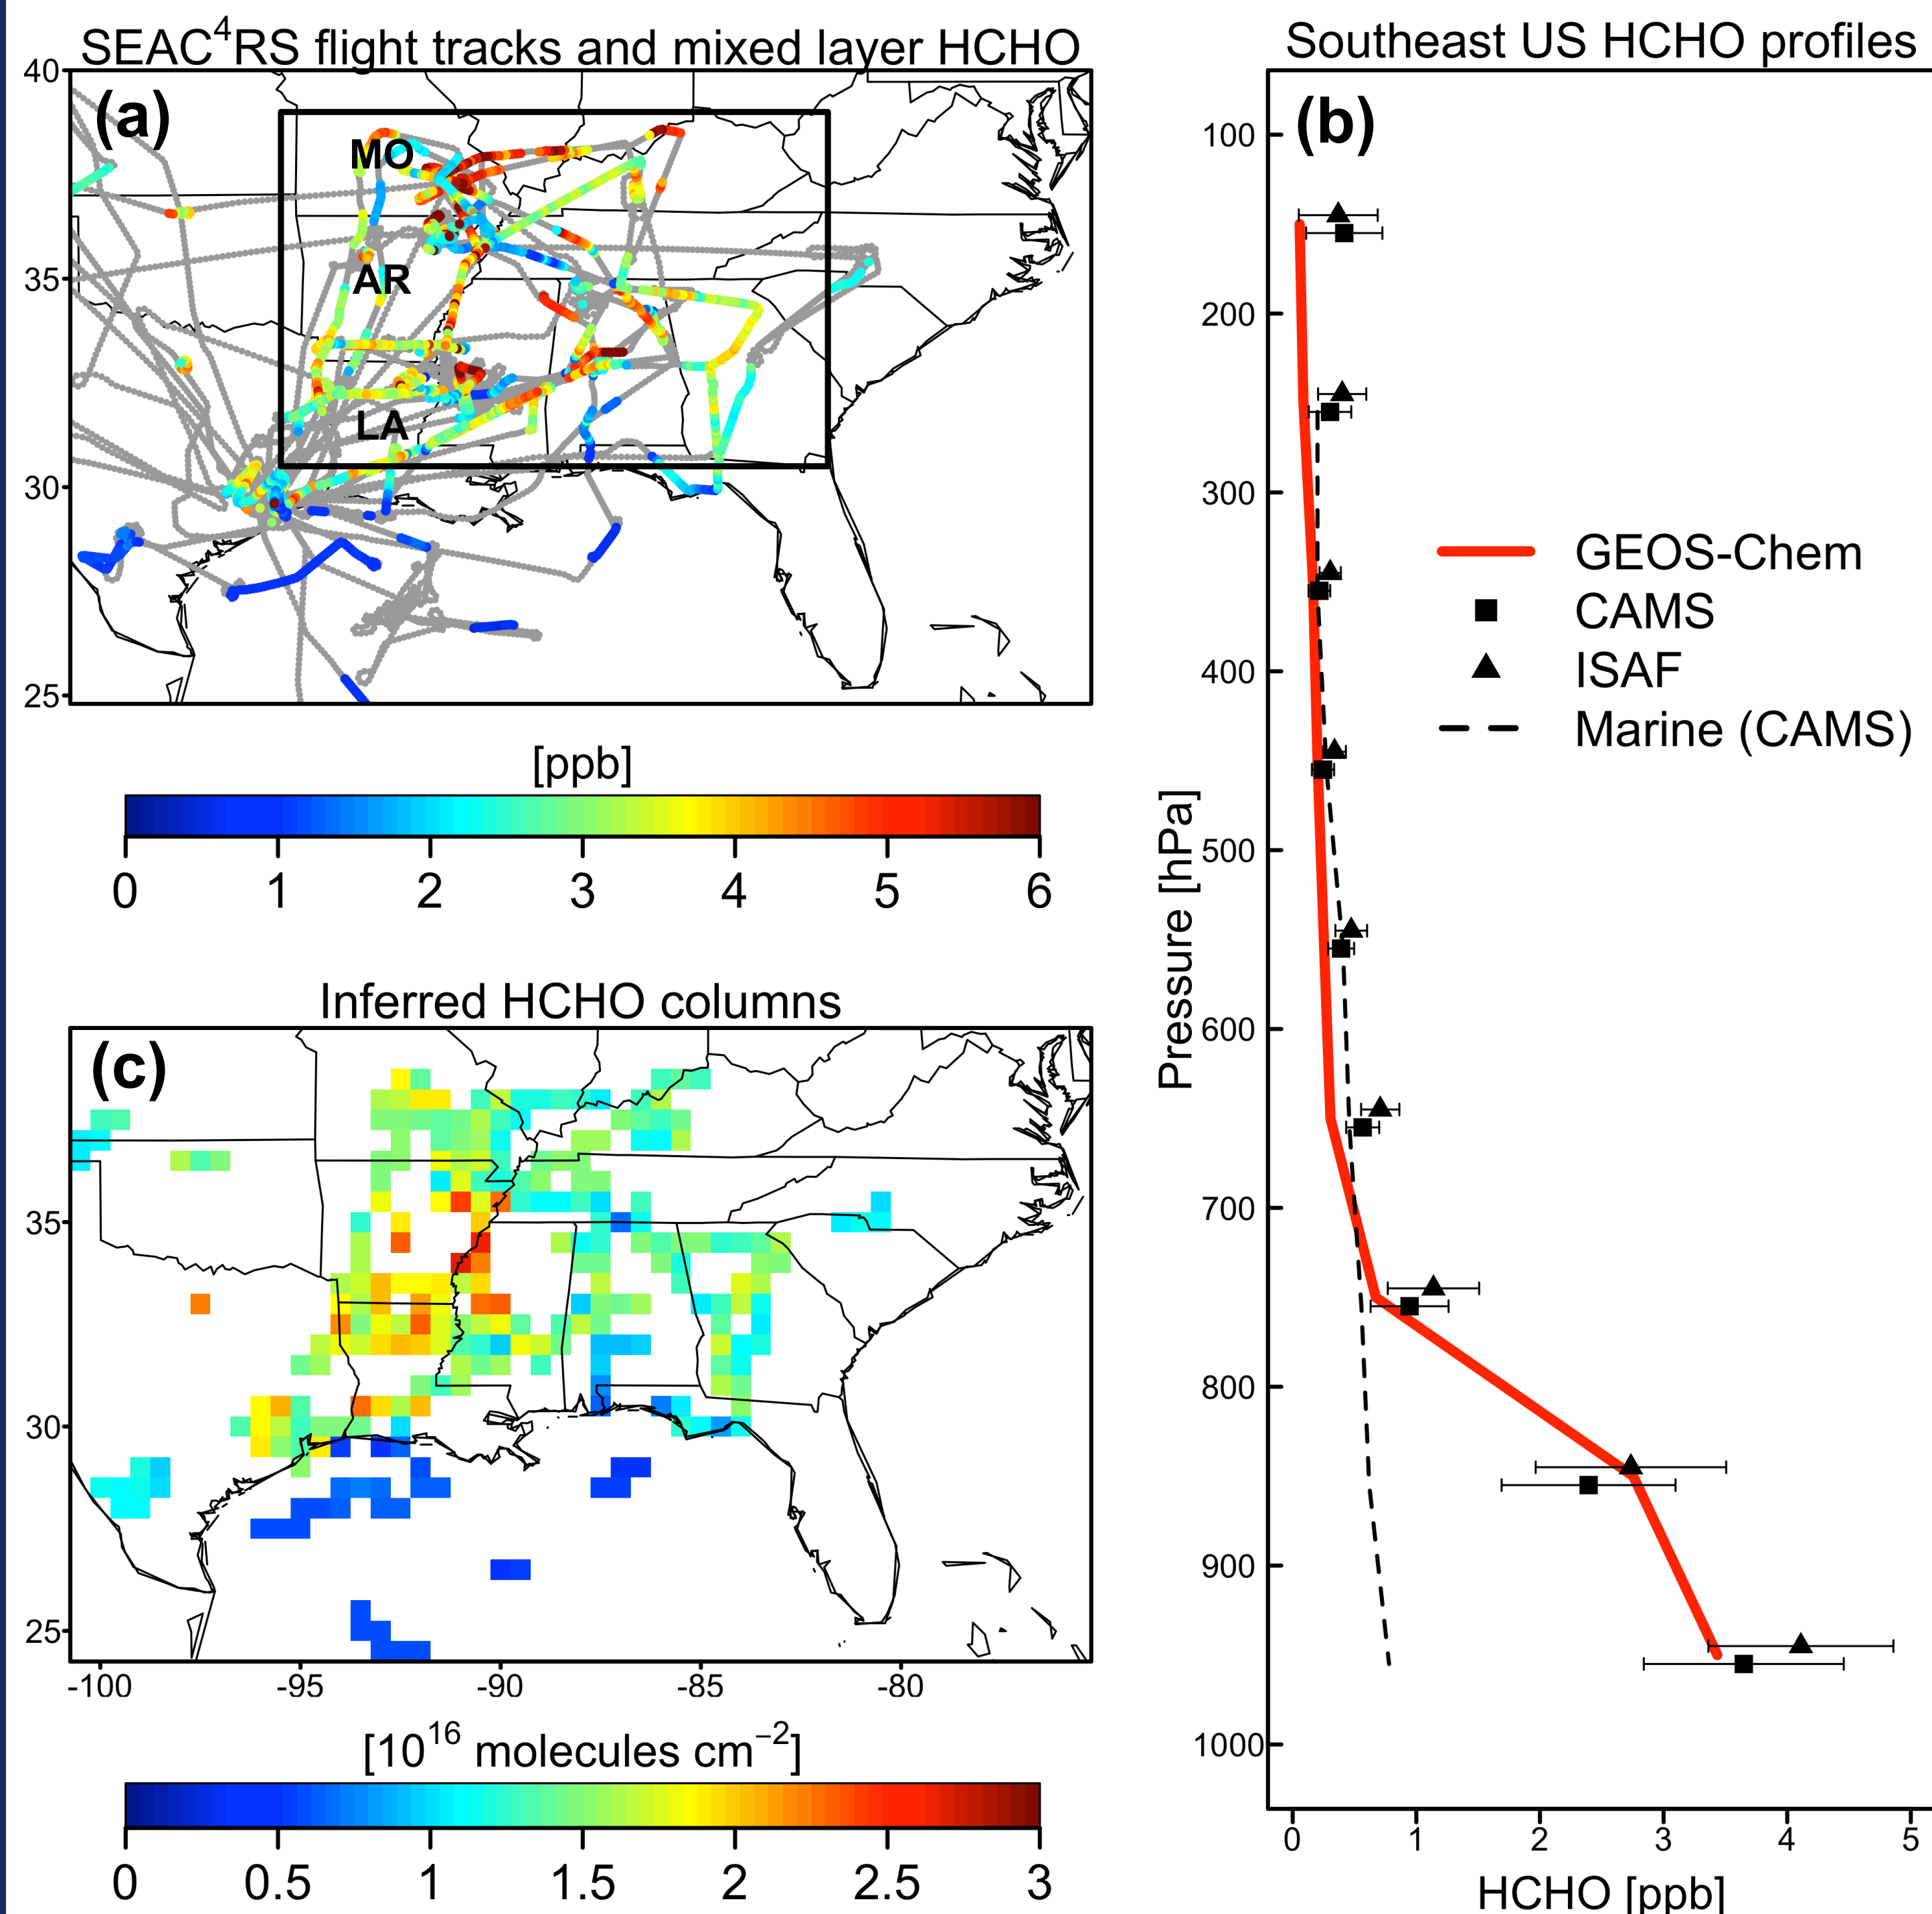 SEAC⁴RS flight tracks and mixed layer HCHO
(a)
40
35
30
25
MO
AR
LA
[ppb]
0 1 2 3 4 5 6
Inferred HCHO columns
(c)
35
30
25
-100 -95 -90 -85 -80
[10¹⁶ molecules cm⁻²]
0 0.5 1 1.5 2 2.5 3
Southeast US HCHO profiles
(b)
100
200
300
400
500
600
700
800
900
1000
Pressure [hPa]
GEOS-Chem
CAMS
ISAF
Marine (CAMS)
0 1 2 3 4 5
HCHO [ppb]